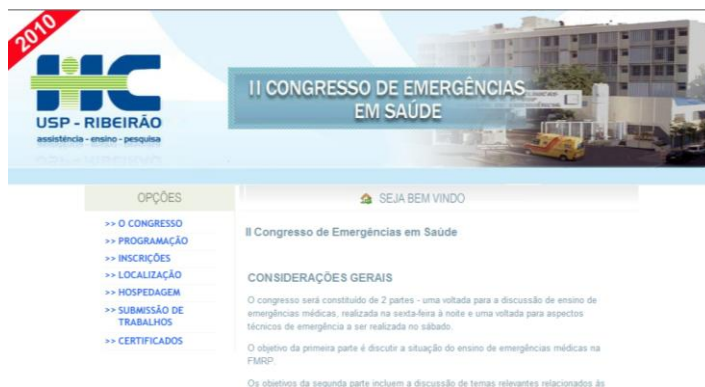 2010
HC
USP - RIBEIRÃO
assistência - ensino - pesquisa
II CONGRESSO DE EMERGÊNCIAS
EM SAÚDE
OPÇÕES
>> O CONGRESSO
>> PROGRAMAÇÃO
>> INSCRIÇÕES
>> LOCALIZAÇÃO
>> HOSPEDAGEM
>> SUBMISSÃO DE
TRABALHOS
>> CERTIFICADOS
SEJA BEM VINDO
II Congresso de Emergências em Saúde
CONSIDERAÇÕES GERAIS
O congresso será constituído de 2 partes - uma voltada para a discussão de ensino de
emergências médicas, realizada na sexta-feira à noite e uma voltada para aspectos
técnicos de emergência a ser realizada no sábado.
O objetivo da primeira parte é discutir a situação do ensino de emergências médicas na
FMRP.
Os objetivos da segunda parte incluem a discussão de temas relevantes relacionados às